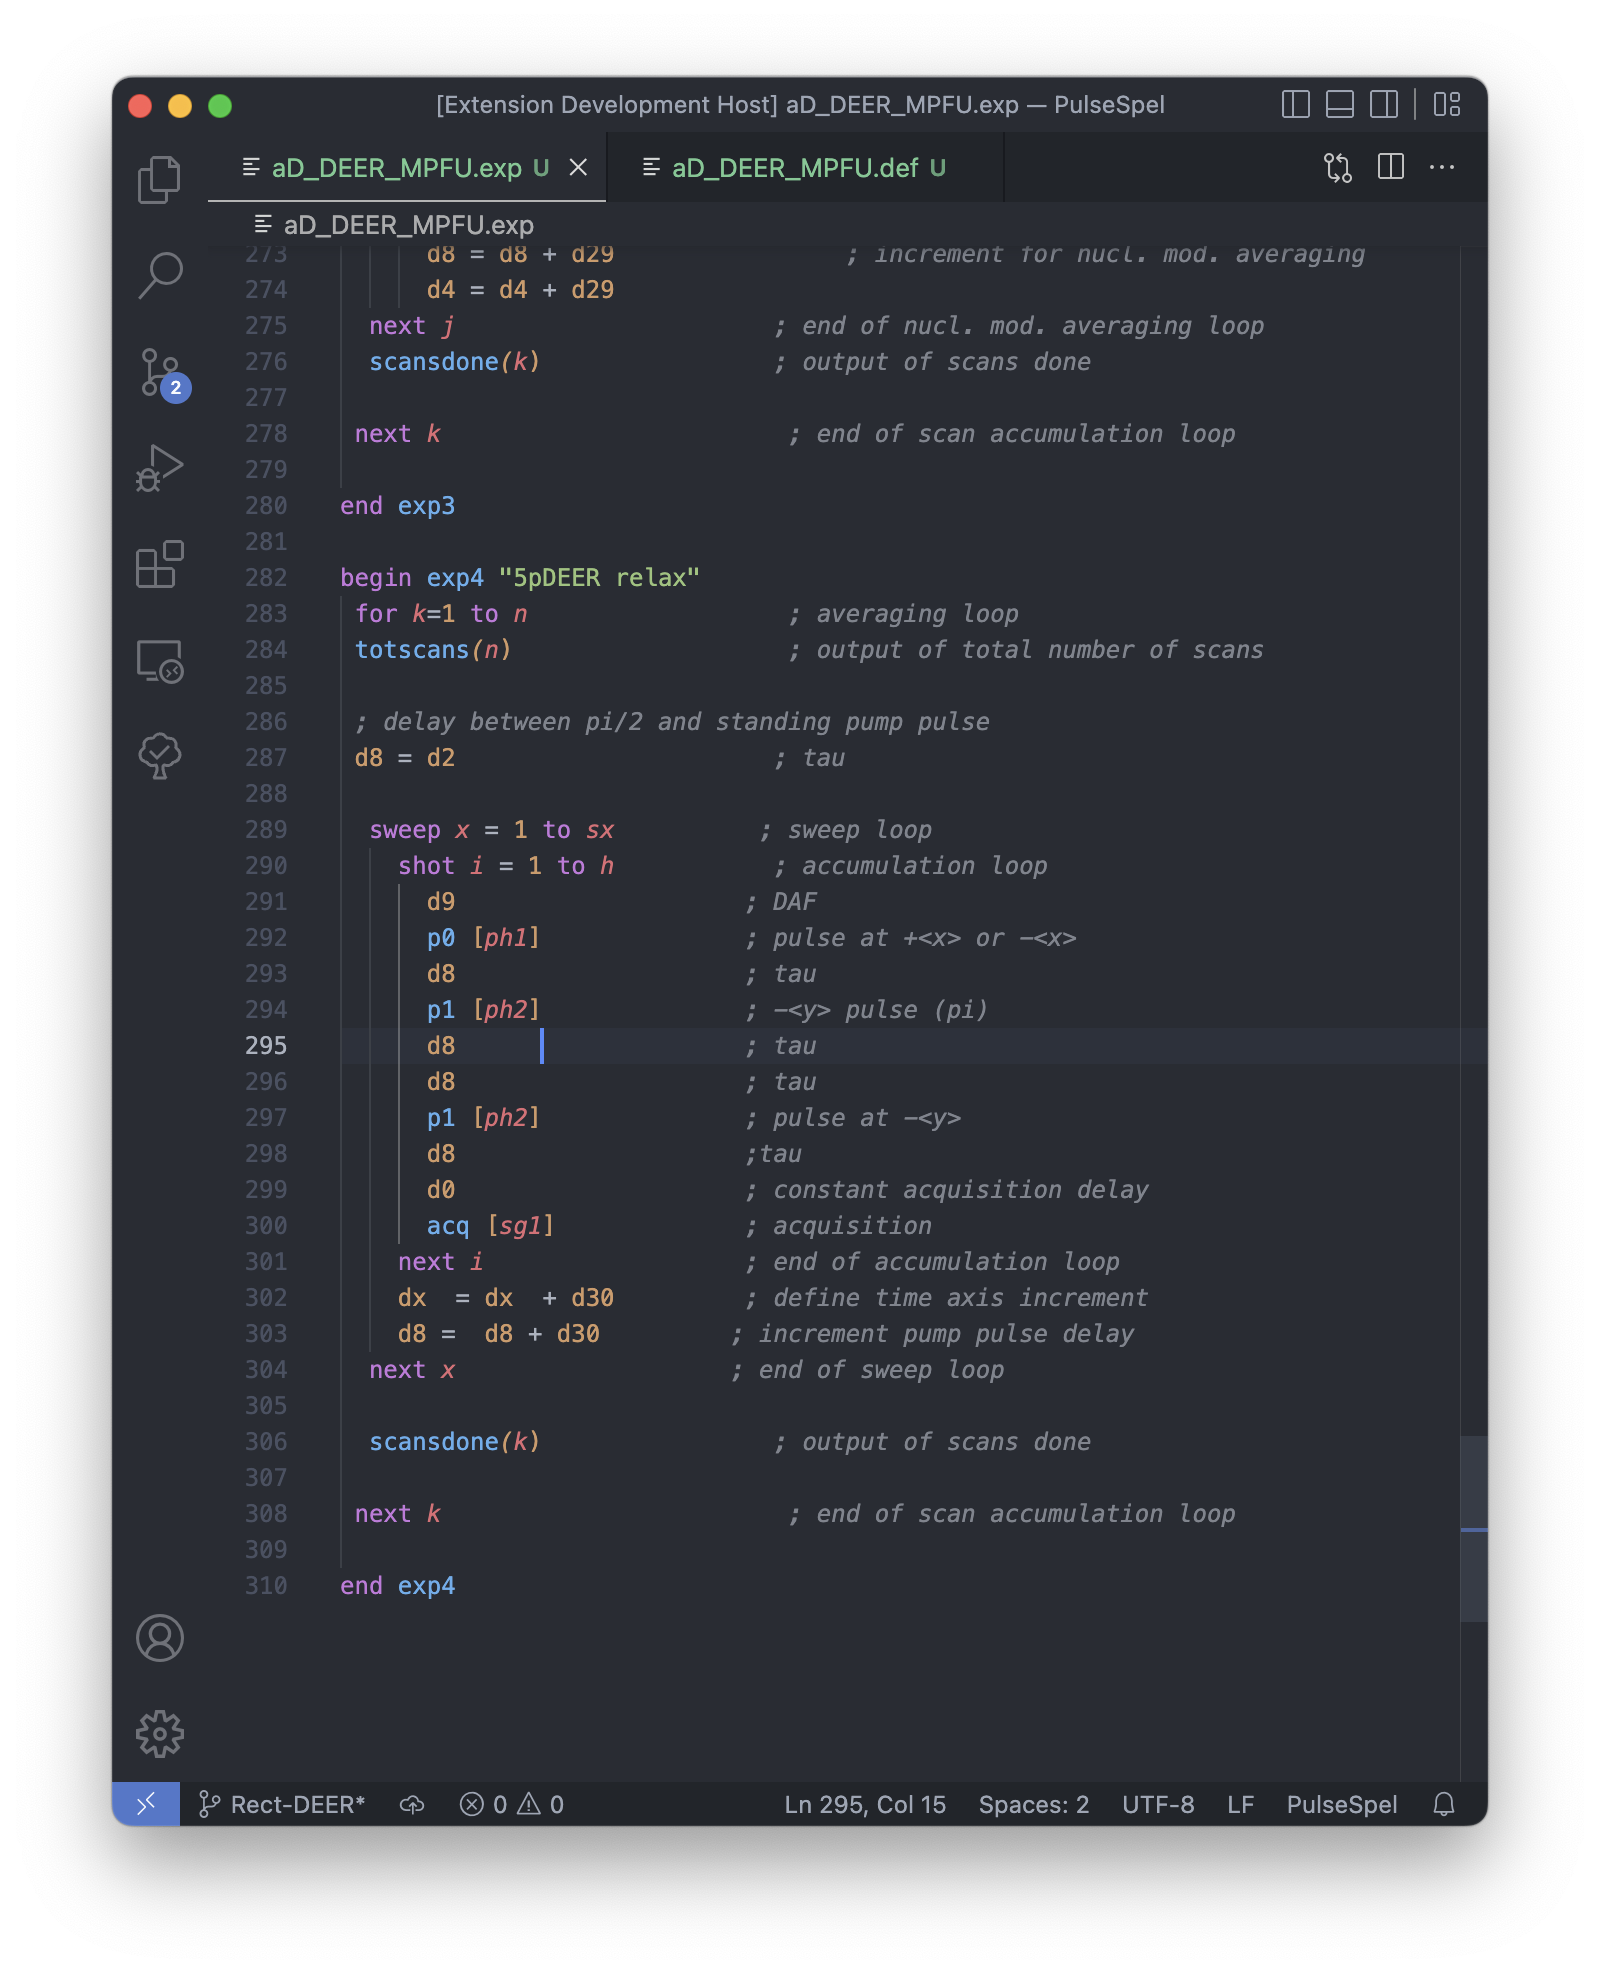 [Extension Development Host] aD_DEER_MPFU.exp — PulseSpel
aD_DEER_MPFU.exp U
aD_DEER_MPFU.def U
aD_DEER_MPFU.exp
273 d8 = d8 + d29 ; increment for nucl. mod. averaging
274 d4 = d4 + d29
275 next j ; end of nucl. mod. averaging loop
276 scansdone(k) ; output of scans done
277
278 next k ; end of scan accumulation loop
279
280 end exp3
281
282 begin exp4 "5pDEER relax"
283 for k=1 to n ; averaging loop
284 totscans(n) ; output of total number of scans
285
286 ; delay between pi/2 and standing pump pulse
287 d8 = d2 ; tau
288
289 sweep x = 1 to sx ; sweep loop
290 shot i = 1 to h ; accumulation loop
291 d9 ; DAF
292 p0 [ph1] ; pulse at +<x> or -<x>
293 d8 ; tau
294 p1 [ph2] ; -<y> pulse (pi)
295 d8 ; tau
296 d8 ; tau
297 p1 [ph2] ; pulse at -<y>
298 d8 ;tau
299 d0 ; constant acquisition delay
300 acq [sg1] ; acquisition
301 next i ; end of accumulation loop
302 dx  = dx  + d30 ; define time axis increment
303 d8 =  d8 + d30 ; increment pump pulse delay
304 next x ; end of sweep loop
305
306 scansdone(k) ; output of scans done
307
308 next k ; end of scan accumulation loop
309
310 end exp4
2
Rect-DEER* 0 0 Ln 295, Col 15 Spaces: 2 UTF-8 LF PulseSpel